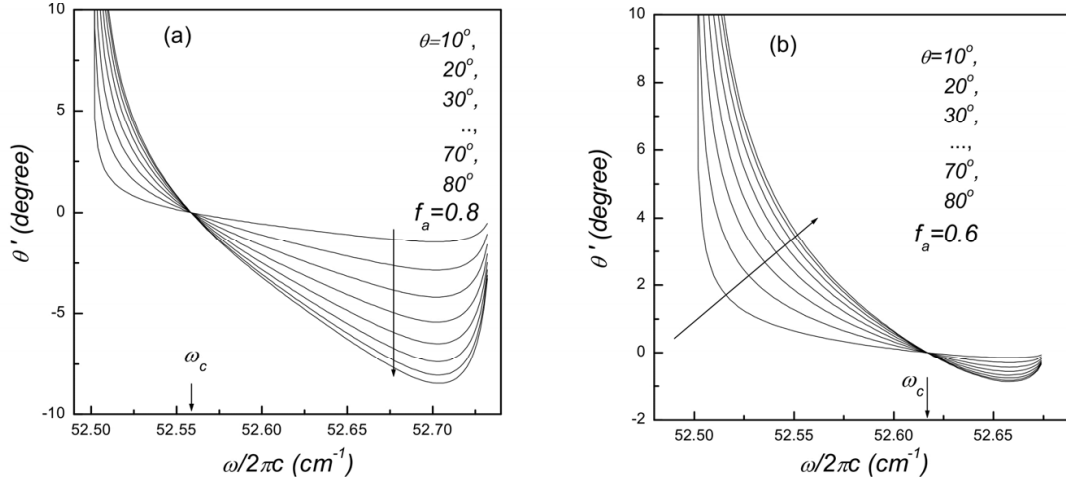 (a)
θ=10°,
20°,
30°,
..,
70°,
80°
fₐ=0.8
10
5
0
-5
-10
θ ' (degree)
ω_c
52.50
52.55
52.60
52.65
52.70
ω/2πc (cm⁻¹)
(b)
θ=10°,
20°,
30°,
...,
70°,
80°
fₐ=0.6
10
8
6
4
2
0
-2
θ ' (degree)
ω_c
52.50
52.55
52.60
52.65
ω/2πc (cm⁻¹)